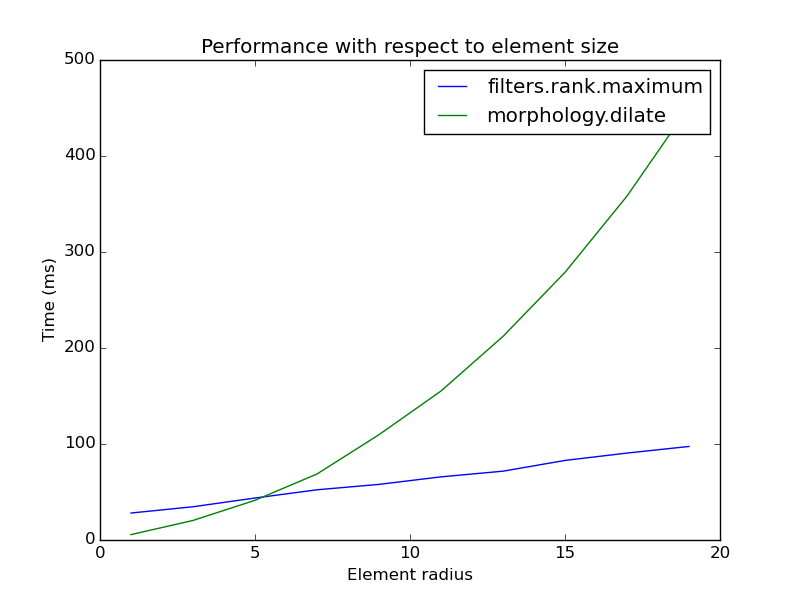 Performance with respect to element size
filters.rank.maximum
morphology.dilate
500
400
300
200
100
0
Time (ms)
0 5 10 15 20
Element radius